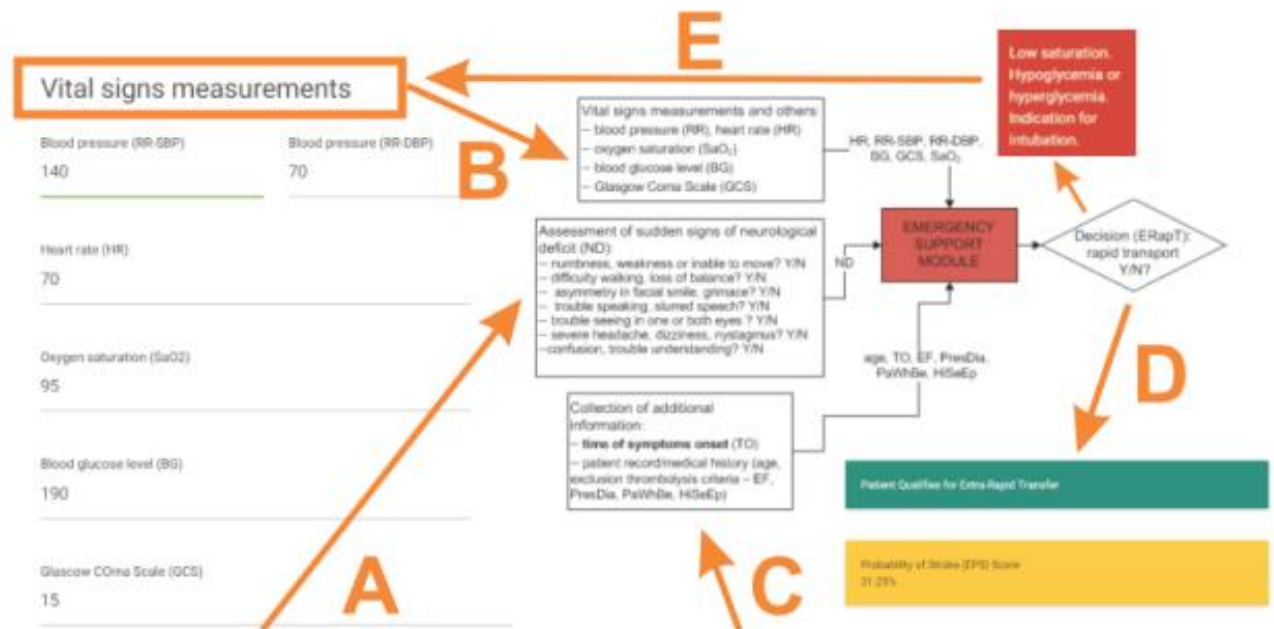 E
Low saturation.
Hypoglycemia or
hyperglycemia.
Indication for
intubation.
Vital signs measurements
Blood pressure (RR-SBP)
Blood pressure (RR-DBP)
140
70
B
Vital signs measurements and others:
– blood pressure (RR), heart rate (HR)
– oxygen saturation (SaO₂)
– blood glucose level (BG)
– Glasgow Coma Scale (GCS)
HR, RR-SBP, RR-DBP,
BG, GCS, SaO₂
Heart rate (HR)
70
Assessment of sudden signs of neurological
deficit (ND):
– numbness, weakness or inable to move? Y/N
– difficulty walking, loss of balance? Y/N
– asymmetry in facial smile, grimace? Y/N
– trouble speaking, slurred speech? Y/N
– trouble seeing in one or both eyes ? Y/N
– severe headache, dizziness, nystagmus? Y/N
–confusion, trouble understanding? Y/N
ND
EMERGENCY
SUPPORT
MODULE
Decision (ERapT):
rapid transport
Y/N?
Oxygen saturation (SaO2)
95
age, TO, EF, PresDia,
PaWhBe, HiSeEp
D
Collection of additional
information:
– time of symptoms onset (TO)
– patient record/medical history (age,
exclusion thrombolysis criteria – EF,
PresDia, PaWhBe, HiSeEp)
Blood glucose level (BG)
190
Patient Qualifies for Extra-Rapid Transfer
A
C
Glascow COma Scale (GCS)
15
Probability of Stroke (EPS) Score
31.25%